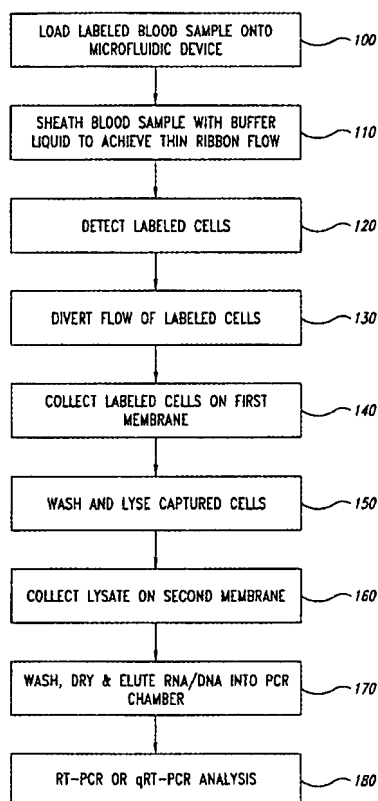 LOAD LABELED BLOOD SAMPLE ONTO
MICROFLUIDIC DEVICE
100
SHEATH BLOOD SAMPLE WITH BUFFER
LIQUID TO ACHIEVE THIN RIBBON FLOW
110
DETECT LABELED CELLS
120
DIVERT FLOW OF LABELED CELLS
130
COLLECT LABELED CELLS ON FIRST
MEMBRANE
140
WASH AND LYSE CAPTURED CELLS
150
COLLECT LYSATE ON SECOND MEMBRANE
160
WASH, DRY & ELUTE RNA/DNA INTO PCR
CHAMBER
170
RT-PCR OR qRT-PCR ANALYSIS
180